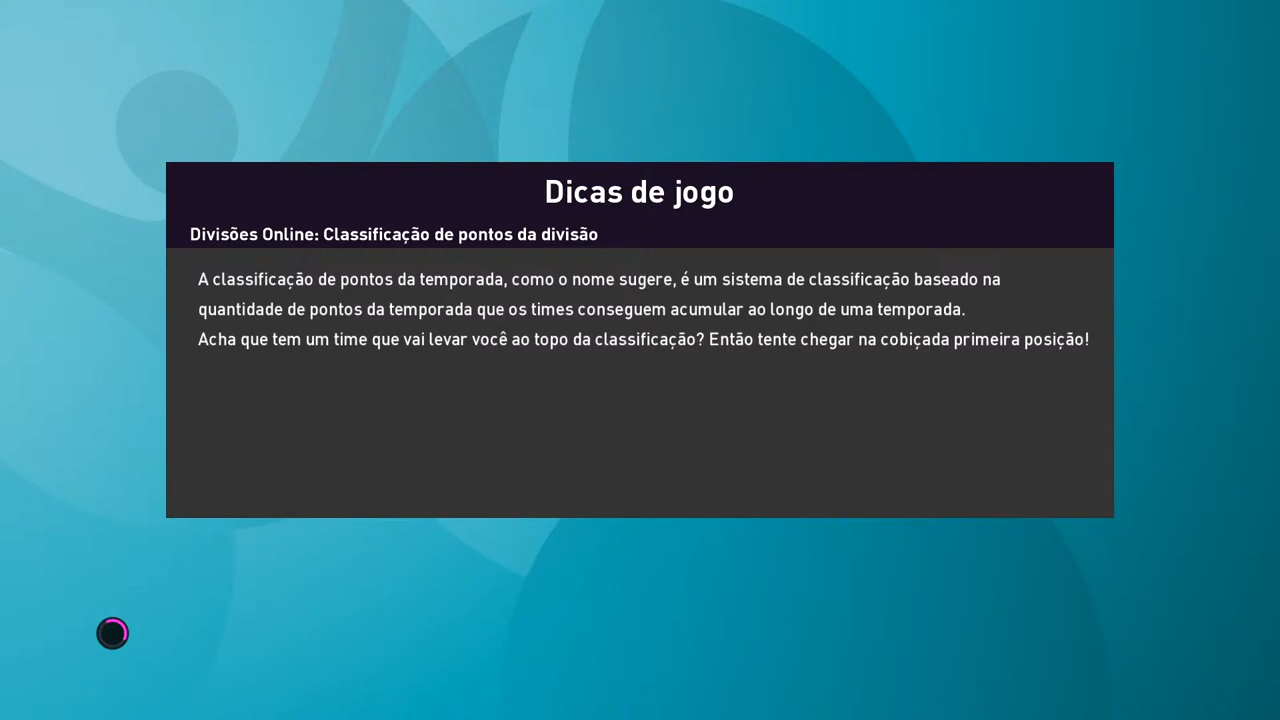 Dicas de jogo
Divisões Online: Classificação de pontos da divisão
A classificação de pontos da temporada, como o nome sugere, é um sistema de classificação baseado na
quantidade de pontos da temporada que os times conseguem acumular ao longo de uma temporada.
Acha que tem um time que vai levar você ao topo da classificação? Então tente chegar na cobiçada primeira posição!